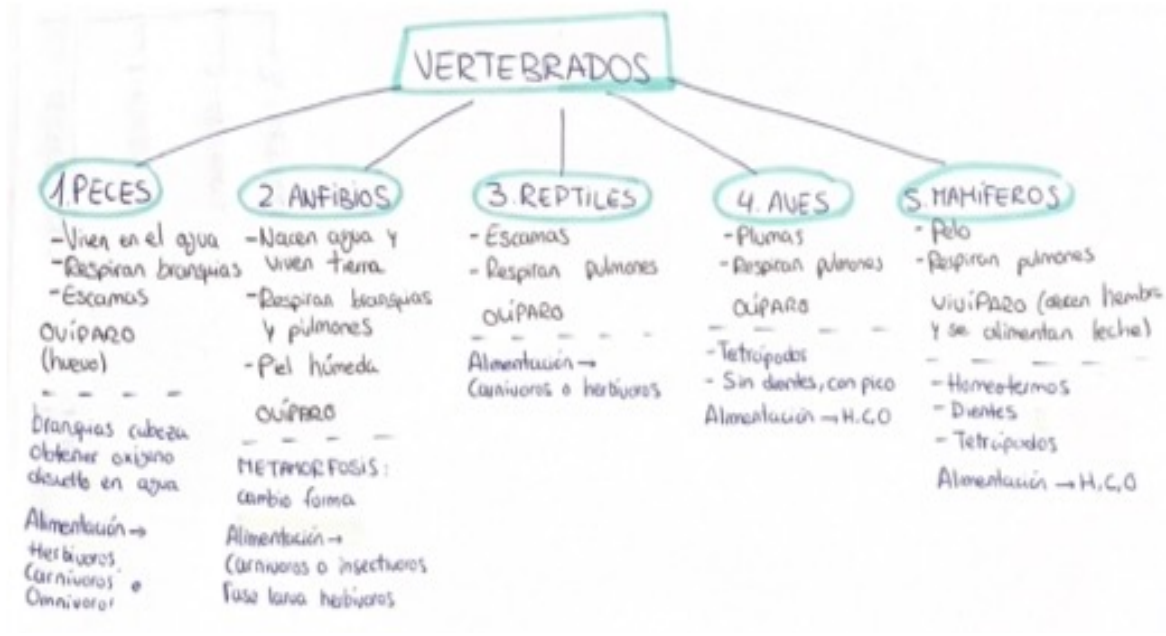 VERTEBRADOS
1. PECES
- Viven en el agua
- Respiran branquias
- Escamas
OVÍPARO
(huevo)
branquias cabeza
obtener oxígeno
disuelto en agua
Alimentación →
Herbívoros
Carnívoros o
Omnívoros
2. ANFIBIOS
- Nacen agua y
viven tierra
- Respiran branquias
y pulmones
- Piel húmeda
OVÍPARO
METAMORFOSIS:
cambio forma
Alimentación →
Carnívoros o insectívoros
Fase larva herbívoros
3. REPTILES
- Escamas
- Respiran pulmones
OVÍPARO
Alimentación →
Carnívoros o herbívoros
4. AVES
- Plumas
- Respiran pulmones
OVÍPARO
- Tetrápodos
- Sin dientes, con pico
Alimentación → H.C,O
5. MAMÍFEROS
- Pelo
- Respiran pulmones
VIVÍPARO (crecen hembra
y se alimentan leche)
- Homeotermos
- Dientes
- Tetrápodos
Alimentación → H.C,O